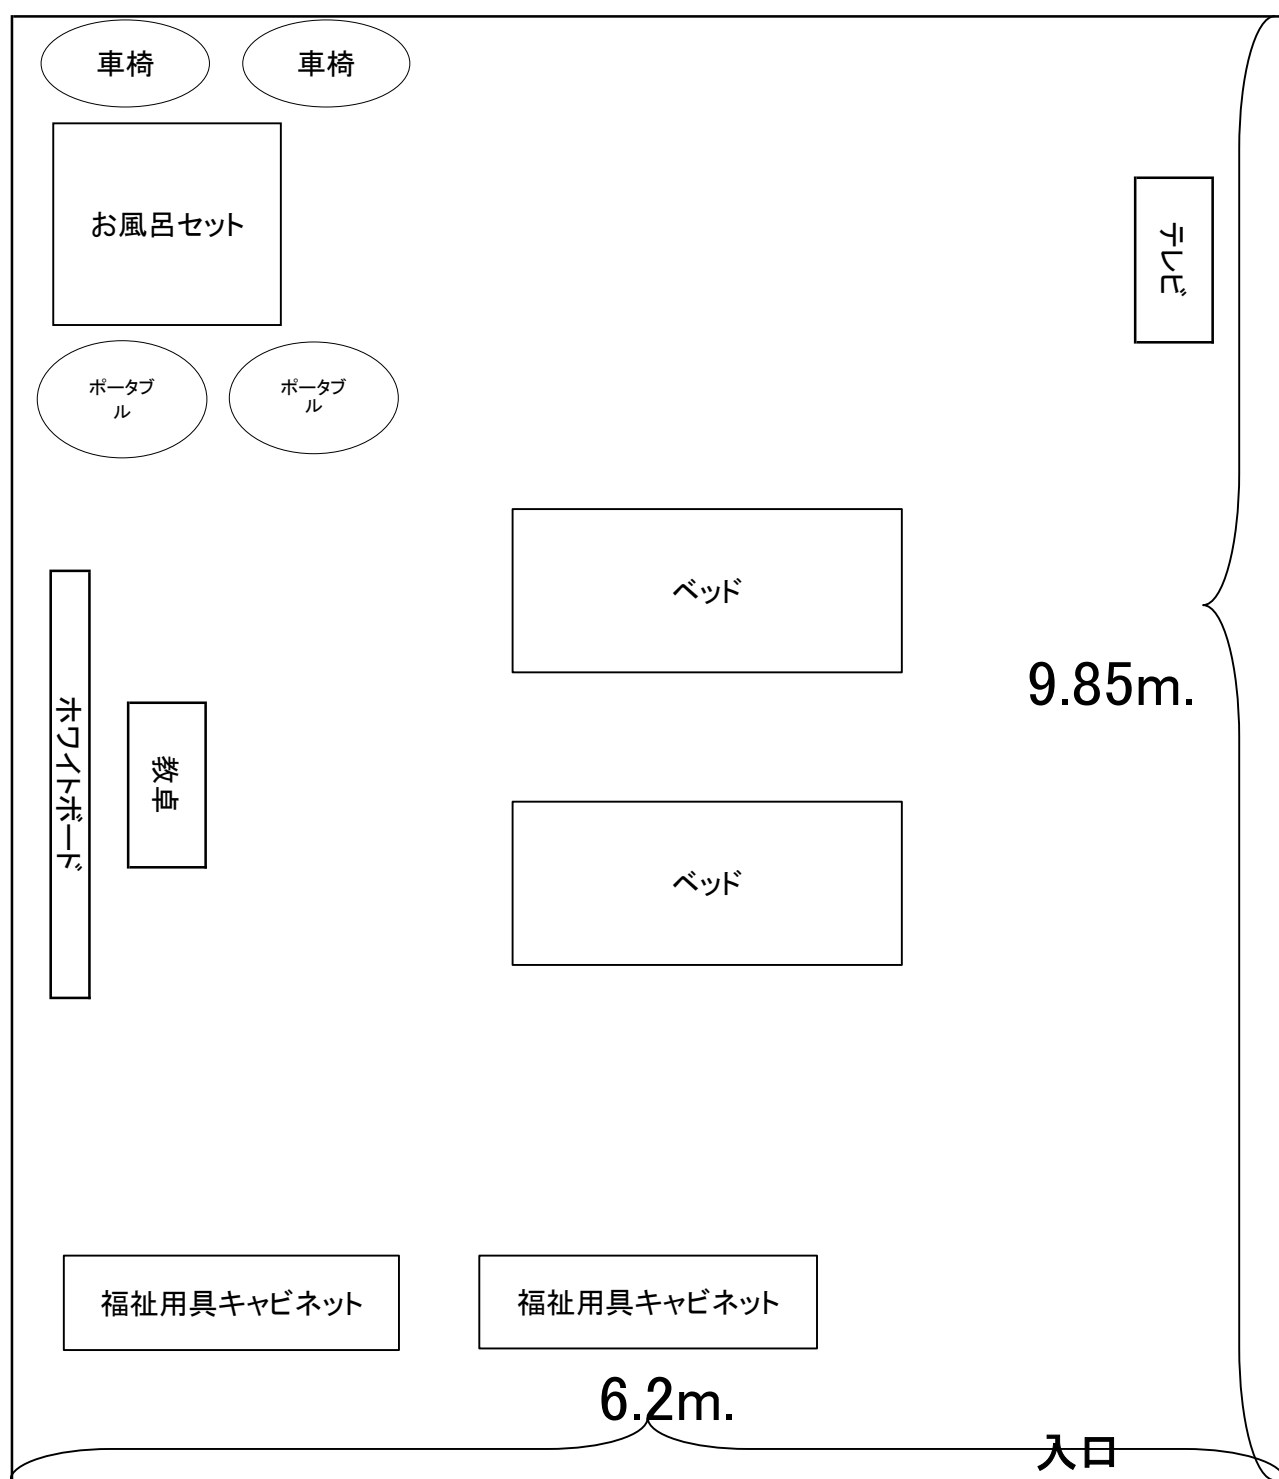 車椅
車椅
お風呂セット
テレビ
ポータブ
ル
ポータブ
ル
ベッド
9.85m.
ホワイトボード
教卓
ベッド
福祉用具キャビネット
福祉用具キャビネット
6.2m.
入口